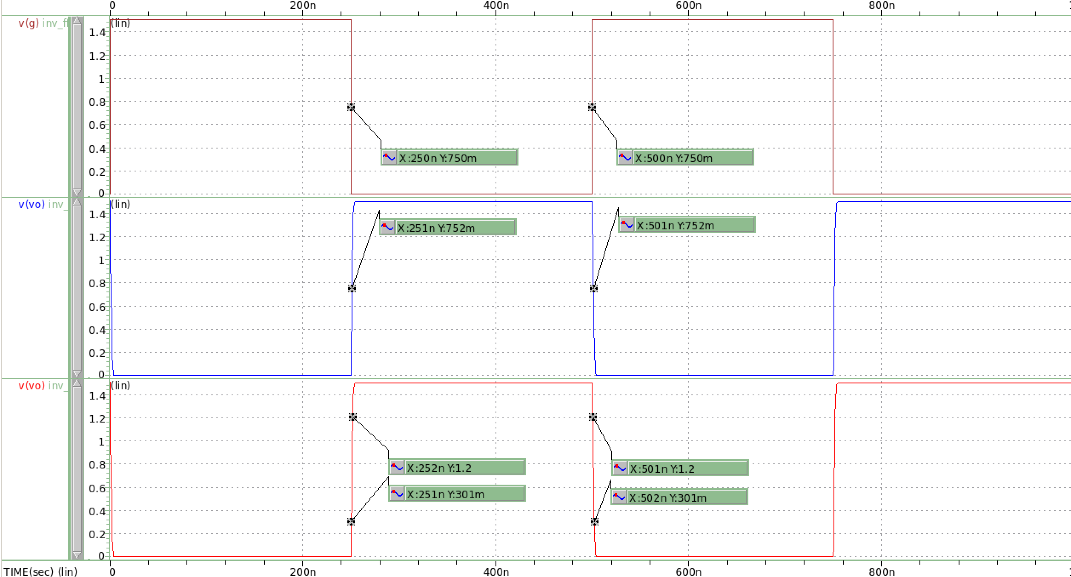 0 200n 400n 600n 800n
v(g) inv_f (lin)
1.4
1.2
1
0.8
0.6
0.4
0.2
0
X:250n Y:750m X:500n Y:750m
v(vo) inv_ (lin)
1.4
1.2
1
0.8
0.6
0.4
0.2
0
X:251n Y:752m X:501n Y:752m
v(vo) inv_ (lin)
1.4
1.2
1
0.8
0.6
0.4
0.2
0
X:252n Y:1.2 X:501n Y:1.2
X:251n Y:301m X:502n Y:301m
TIME(sec) (lin) 0 200n 400n 600n 800n